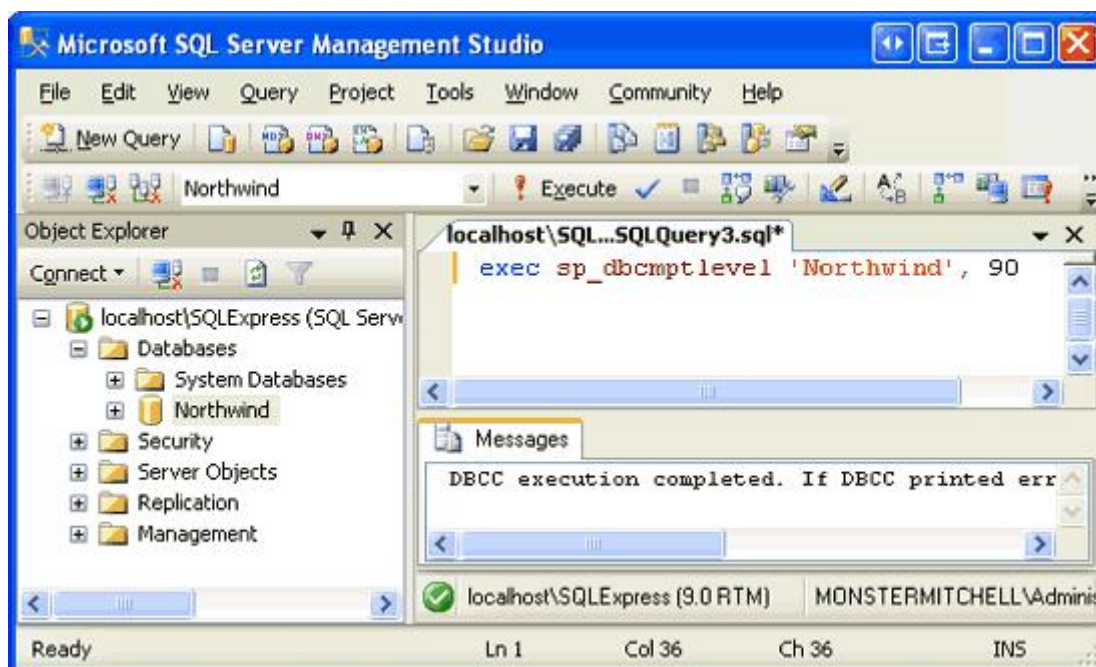 Microsoft SQL Server Management Studio
File Edit View Query Project Tools Window Community Help
New Query
Northwind Execute
Object Explorer
Connect
localhost\SQLExpress (SQL Serve
Databases
System Databases
Northwind
Security
Server Objects
Replication
Management
localhost\SQL...SQLQuery3.sql*
exec sp_dbcmptlevel 'Northwind', 90
Messages
DBCC execution completed. If DBCC printed err
localhost\SQLExpress (9.0 RTM) MONSTERMITCHELL\Adminis
Ready Ln 1 Col 36 Ch 36 INS